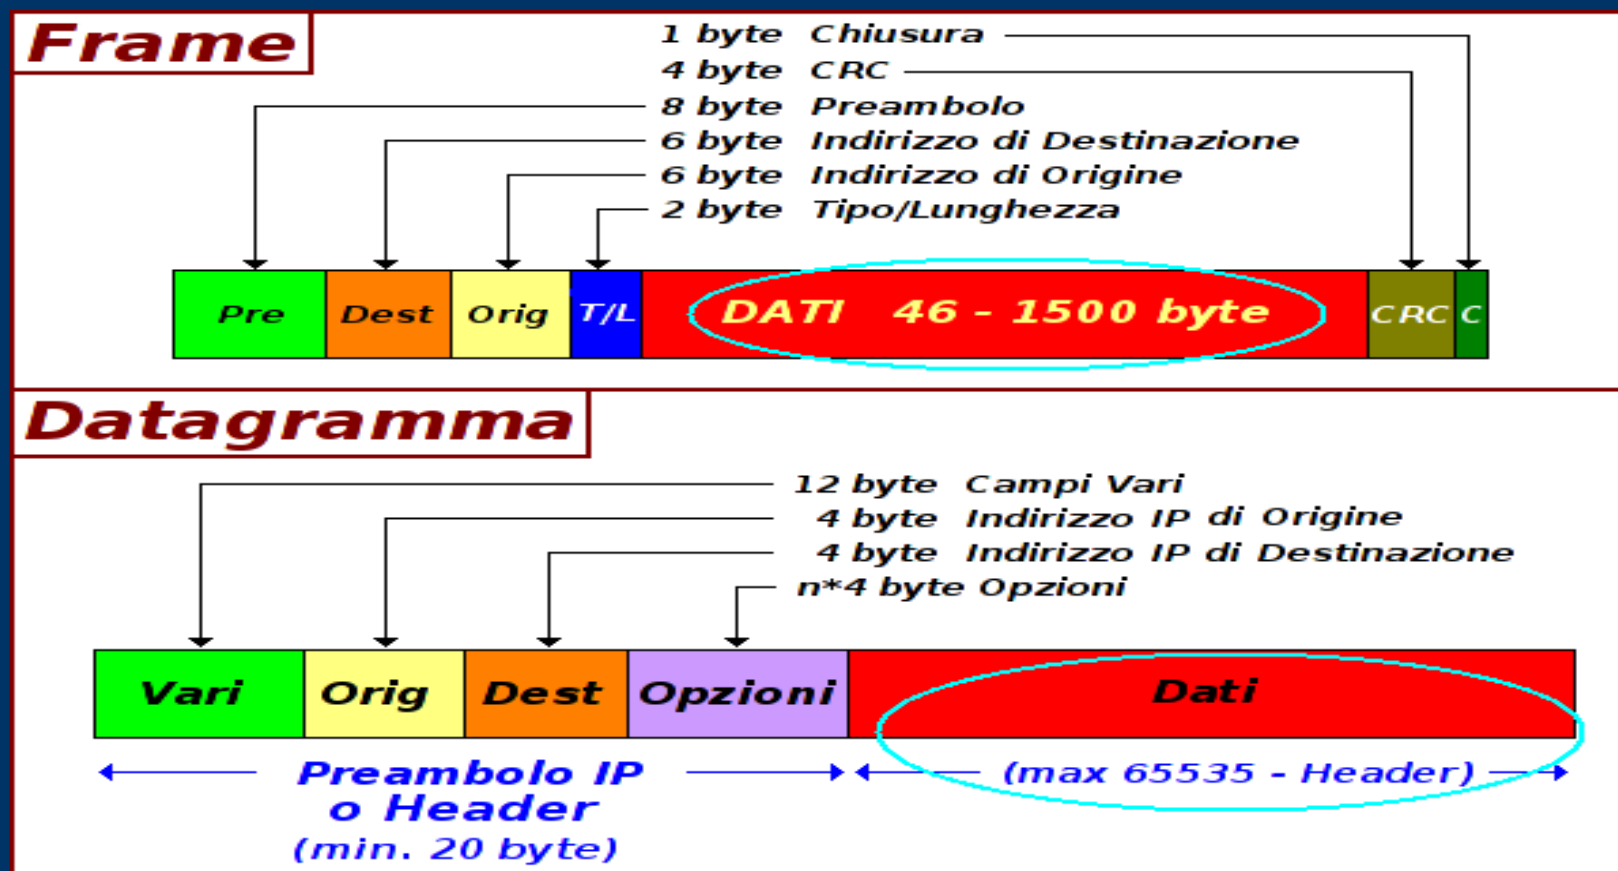 Frame
1 byte Chiusura
4 byte CRC
8 byte Preambolo
6 byte Indirizzo di Destinazione
6 byte Indirizzo di Origine
2 byte Tipo/Lunghezza
Pre Dest Orig T/L DATI 46 - 1500 byte CRC C
Datagramma
12 byte Campi Vari
4 byte Indirizzo IP di Origine
4 byte Indirizzo IP di Destinazione
n*4 byte Opzioni
Vari Orig Dest Opzioni Dati
Preambolo IP (max 65535 - Header)
o Header
(min. 20 byte)